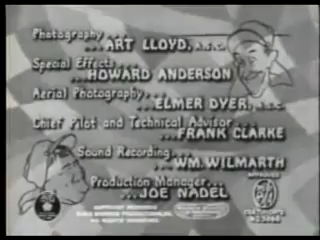 Photography...
...ART LLOYD, A.S.C.
Special Effects...
...HOWARD ANDERSON
Aerial Photography...
...ELMER DYER, A.S.C.
Chief Pilot and Technical Advisor...
...FRANK CLARKE
Sound Recording...
...WM. WILMARTH
Production Manager...
...JOE NADEL
APPROVED